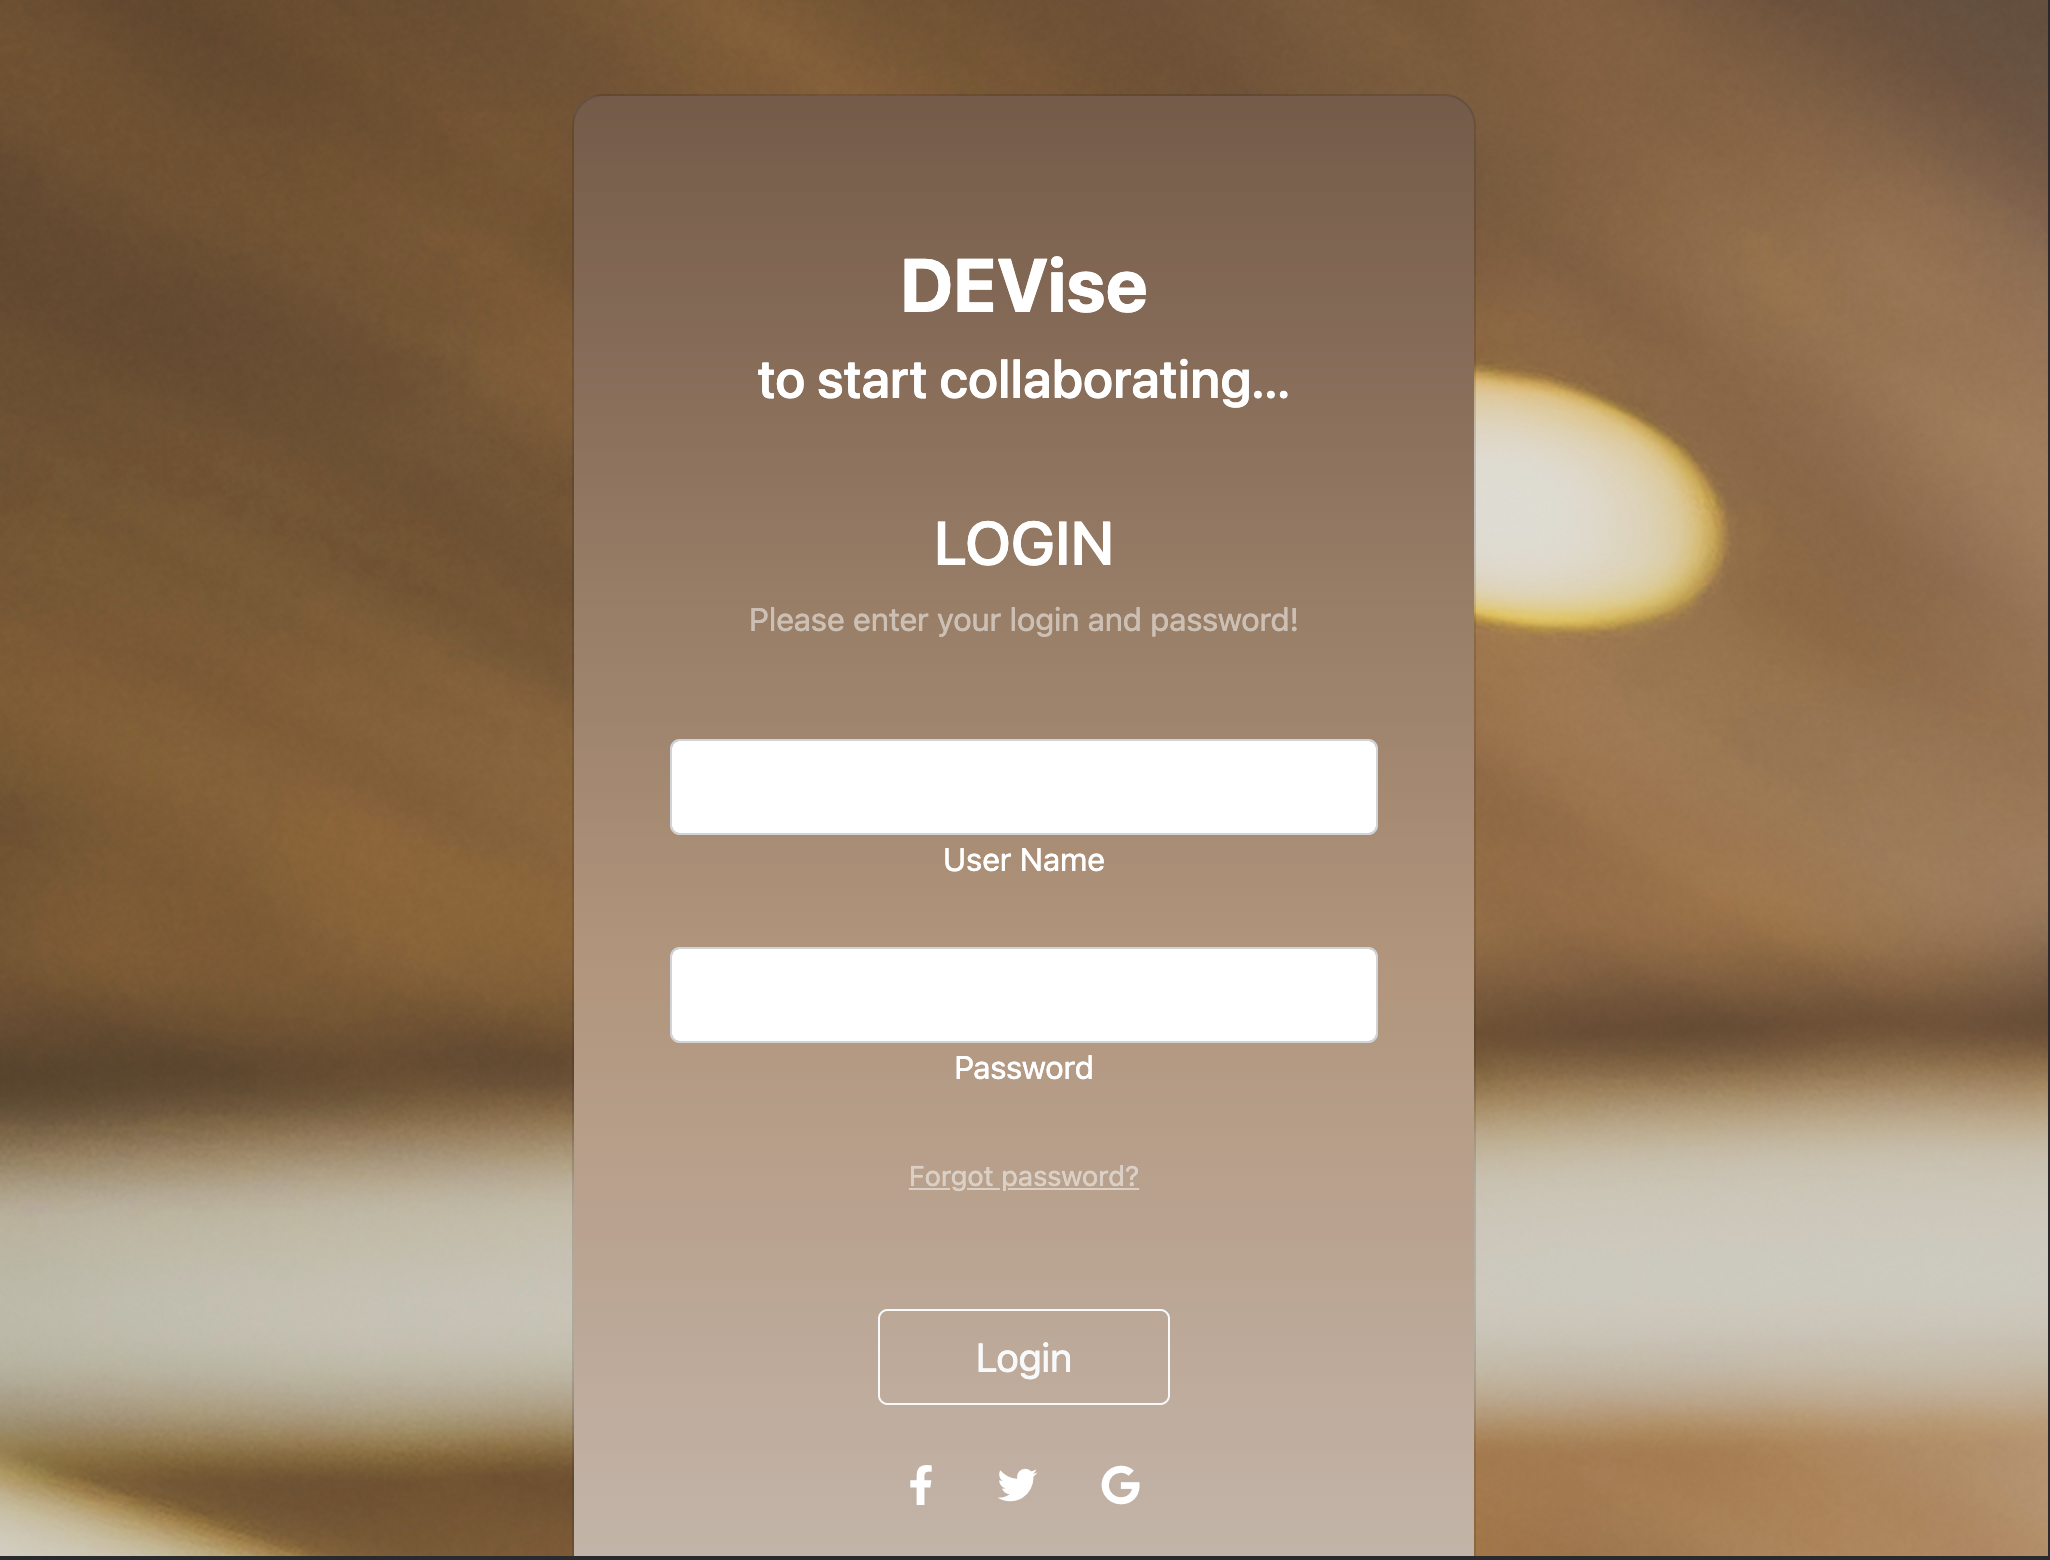 DEVise
to start collaborating...
LOGIN
Please enter your login and password!
User Name
Password
Forgot password?
Login